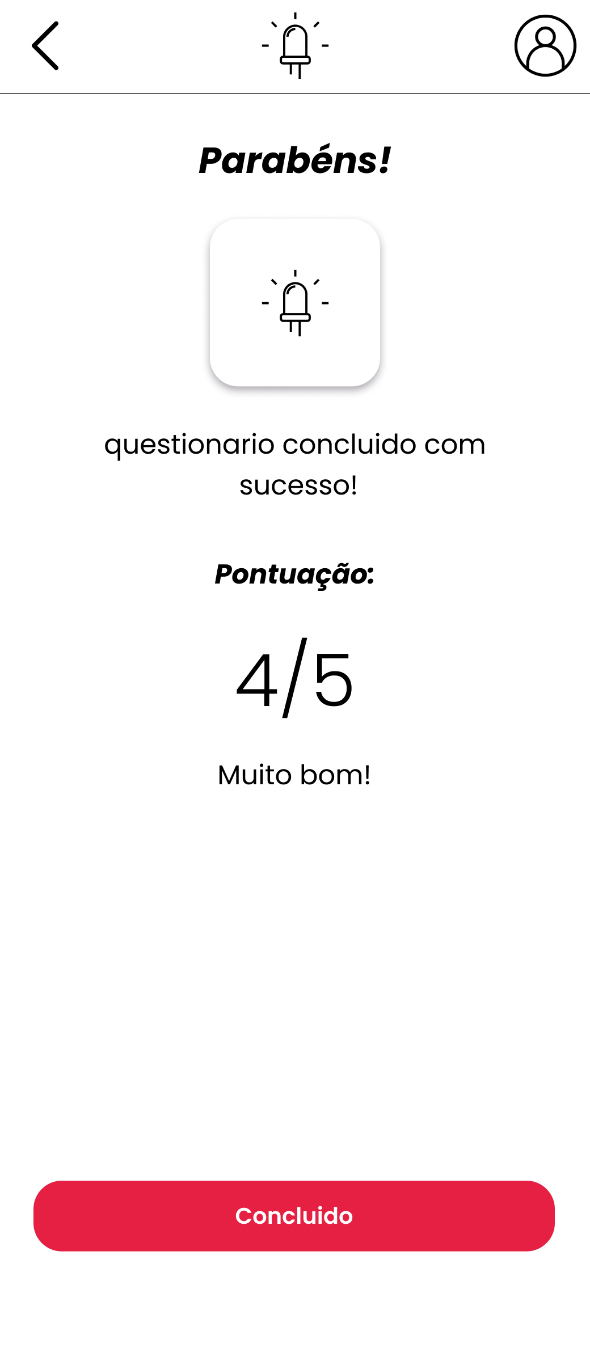 Parabéns!
questionario concluido com
sucesso!
Pontuação:
4/5
Muito bom!
Concluido